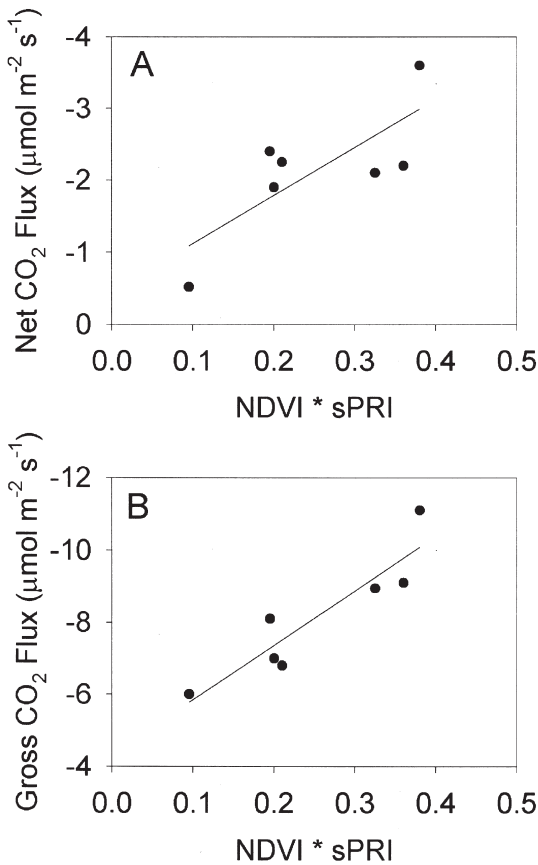 A
-4
-3
-2
-1
0
Net CO₂ Flux (μmol m⁻² s⁻¹)
0.0 0.1 0.2 0.3 0.4 0.5
NDVI * sPRI
B
-12
-10
-8
-6
-4
Gross CO₂ Flux (μmol m⁻² s⁻¹)
0.0 0.1 0.2 0.3 0.4 0.5
NDVI * sPRI